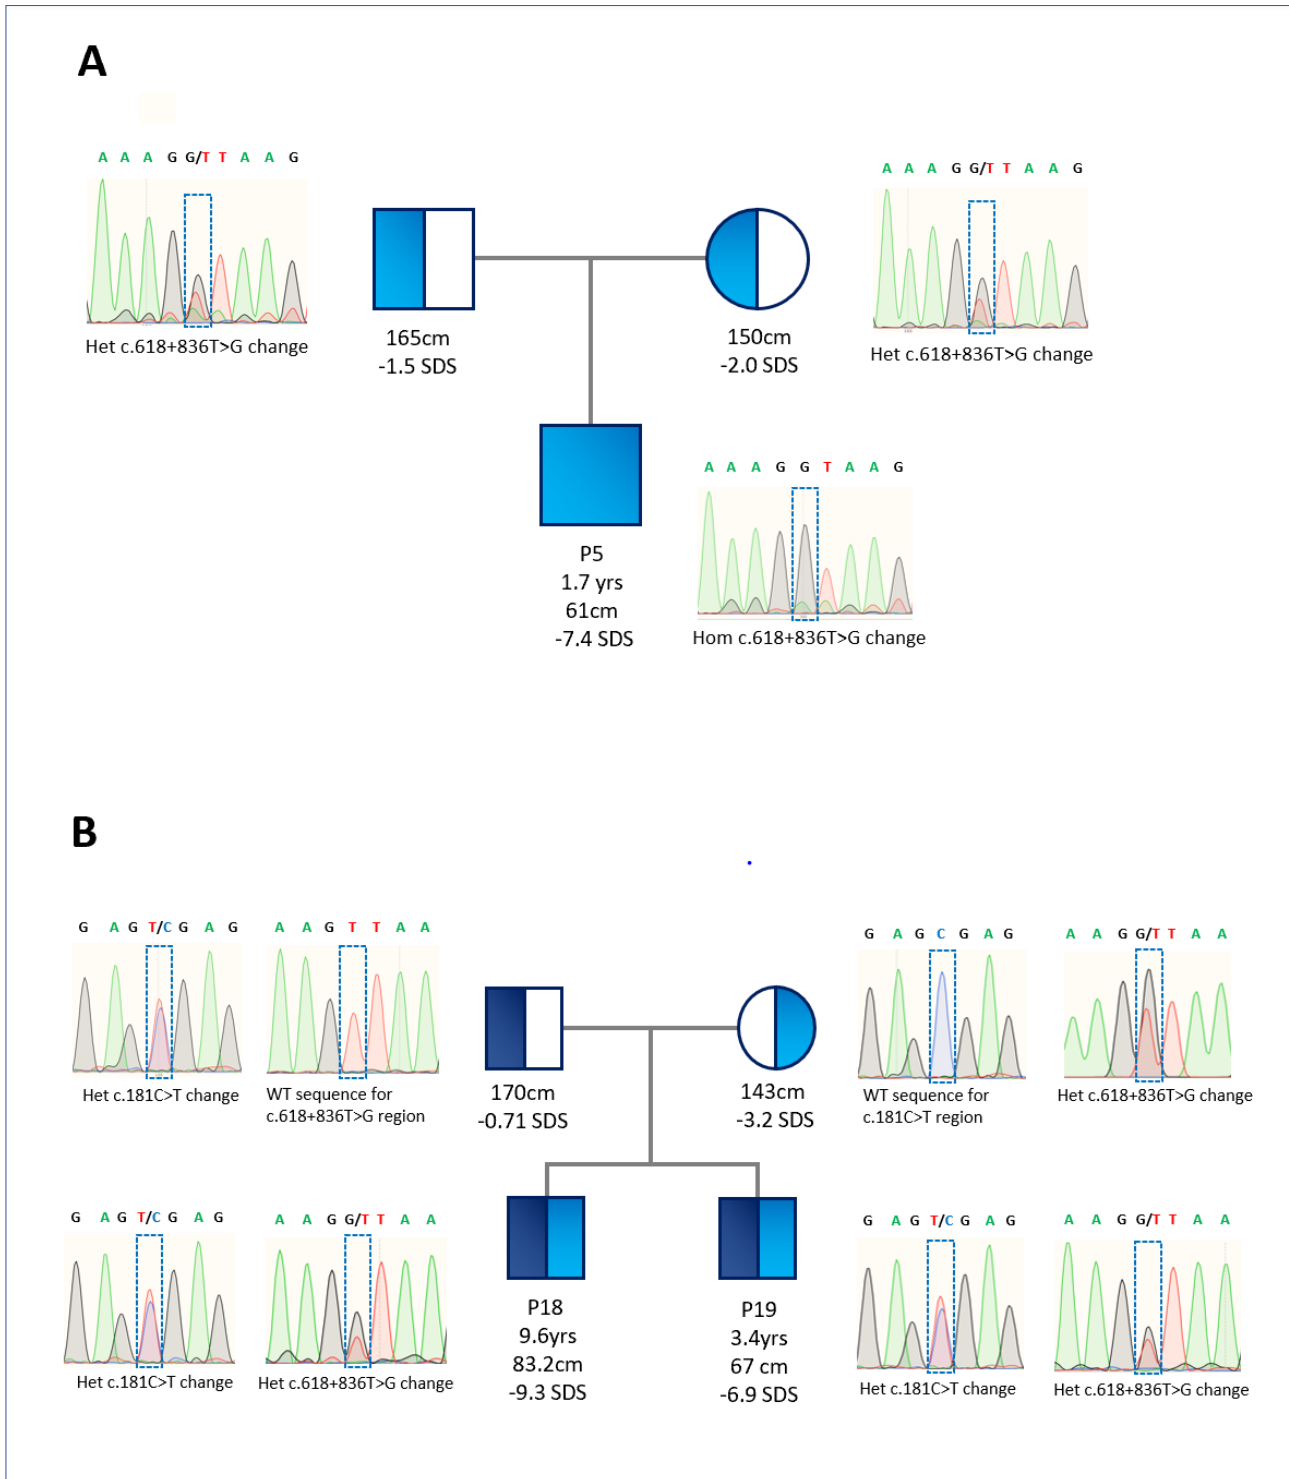 A
A A A G G/T T A A G
Het c.618+836T>G change
165cm
-1.5 SDS
150cm
-2.0 SDS
A A A G G/T T A A G
Het c.618+836T>G change
P5
1.7 yrs
61cm
-7.4 SDS
A A A G G T A A G
Hom c.618+836T>G change
B
G A G T/C G A G
Het c.181C>T change
A A G T T A A
WT sequence for
c.618+836T>G region
170cm
-0.71 SDS
143cm
-3.2 SDS
G A G C G A G
WT sequence for
c.181C>T region
A A G G/T T A A
Het c.618+836T>G change
G A G T/C G A G
Het c.181C>T change
A A G G/T T A A
Het c.618+836T>G change
P18
9.6yrs
83.2cm
-9.3 SDS
P19
3.4yrs
67 cm
-6.9 SDS
G A G T/C G A G
Het c.181C>T change
A A G G/T T A A
Het c.618+836T>G change